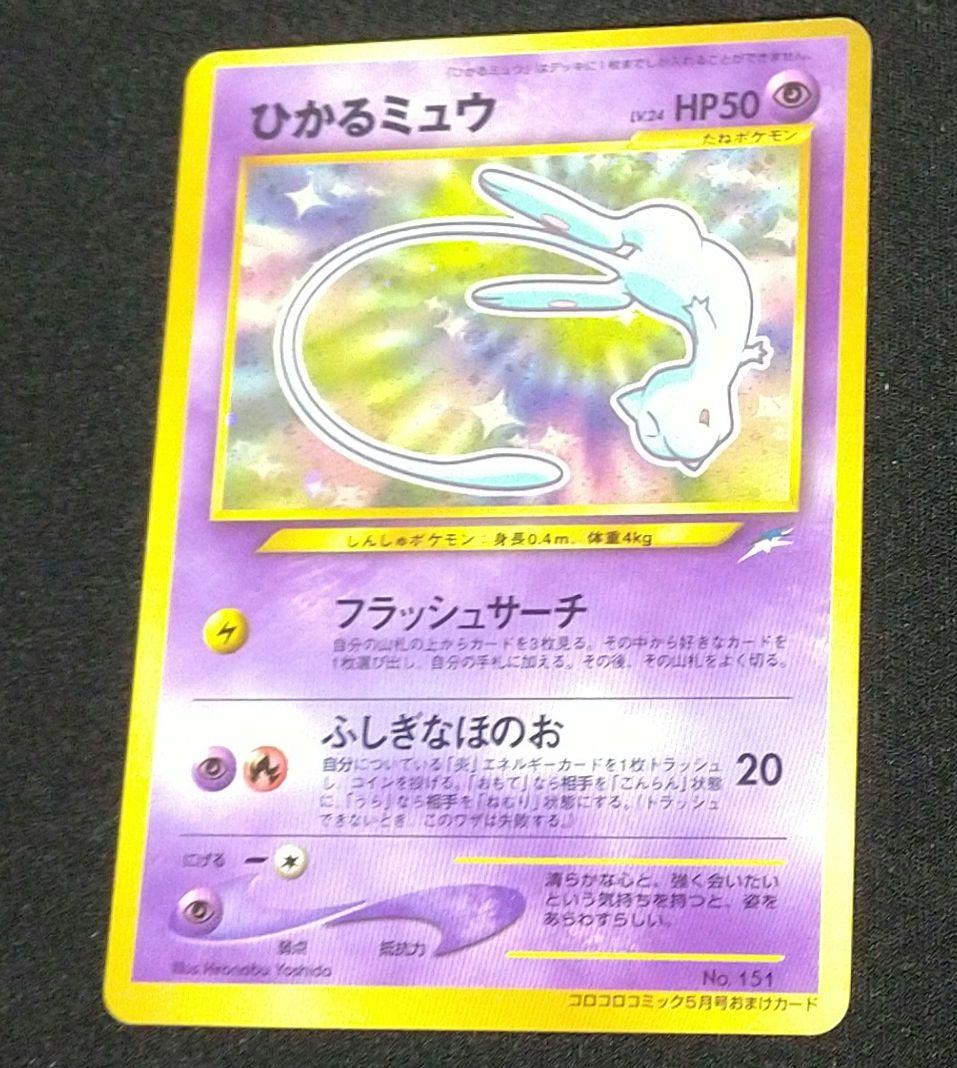 「ひかるミュウ」はデッキに1枚までしか入れることができません。
ひかるミュウ LV.24 HP50
たねポケモン
しんしゅポケモン:身長0.4m、体重4kg
フラッシュサーチ
自分の山札の上からカードを3枚見る。その中から好きなカードを
1枚選び出し、自分の手札に加える。その後、その山札をよく切る。
ふしぎなほのお
自分についている「炎」エネルギーカードを1枚トラッシュ
し、コインを投げる。「おもて」なら相手を「こんらん」状態
に、「うら」なら相手を「ねむり」状態にする。(トラッシュ
できないとき、このワザは失敗する。)
20
にげる
清らかな心と、強く会いたい
という気持ちを持つと、姿を
あらわすらしい。
弱点 抵抗力
Illus. Hironobu Yoshida
No. 151
コロコロコミック5月号おまけカード